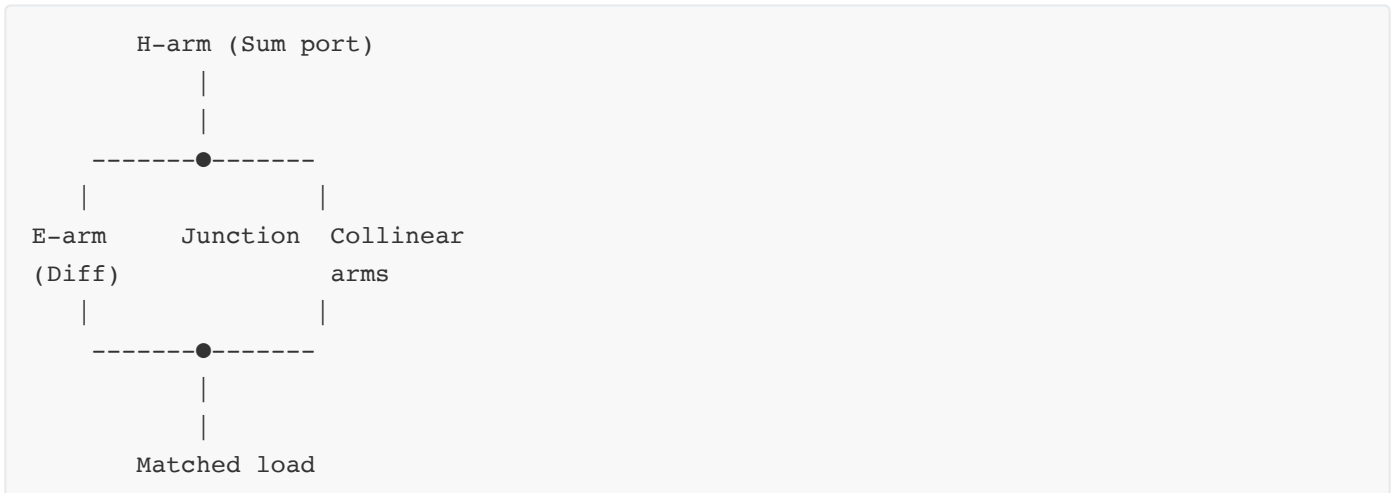 H-arm (Sum port)
|
|
-------●-------
| |
E-arm Junction Collinear
(Diff) arms
| |
-------●-------
|
|
Matched load